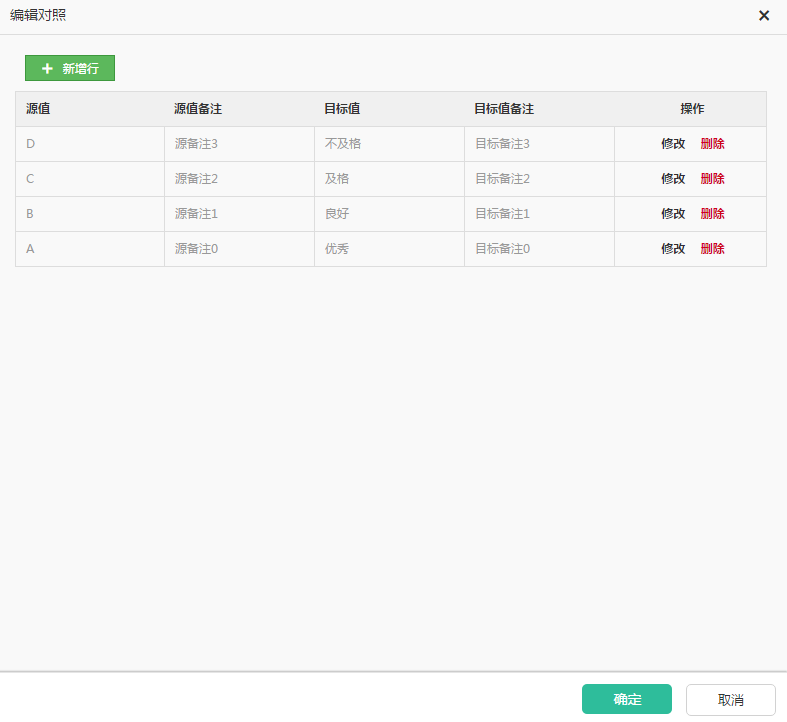 编辑对照
新增行
源值 源值备注 目标值 目标值备注 操作
D 源备注3 不及格 目标备注3 修改 删除
C 源备注2 及格 目标备注2 修改 删除
B 源备注1 良好 目标备注1 修改 删除
A 源备注0 优秀 目标备注0 修改 删除
确定 取消